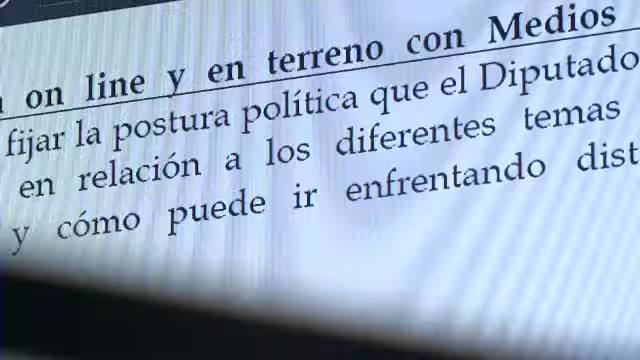 on line y en terreno con Medios
fijar la postura política que el Diputado
en relación a los diferentes temas
y cómo puede ir enfrentando dist